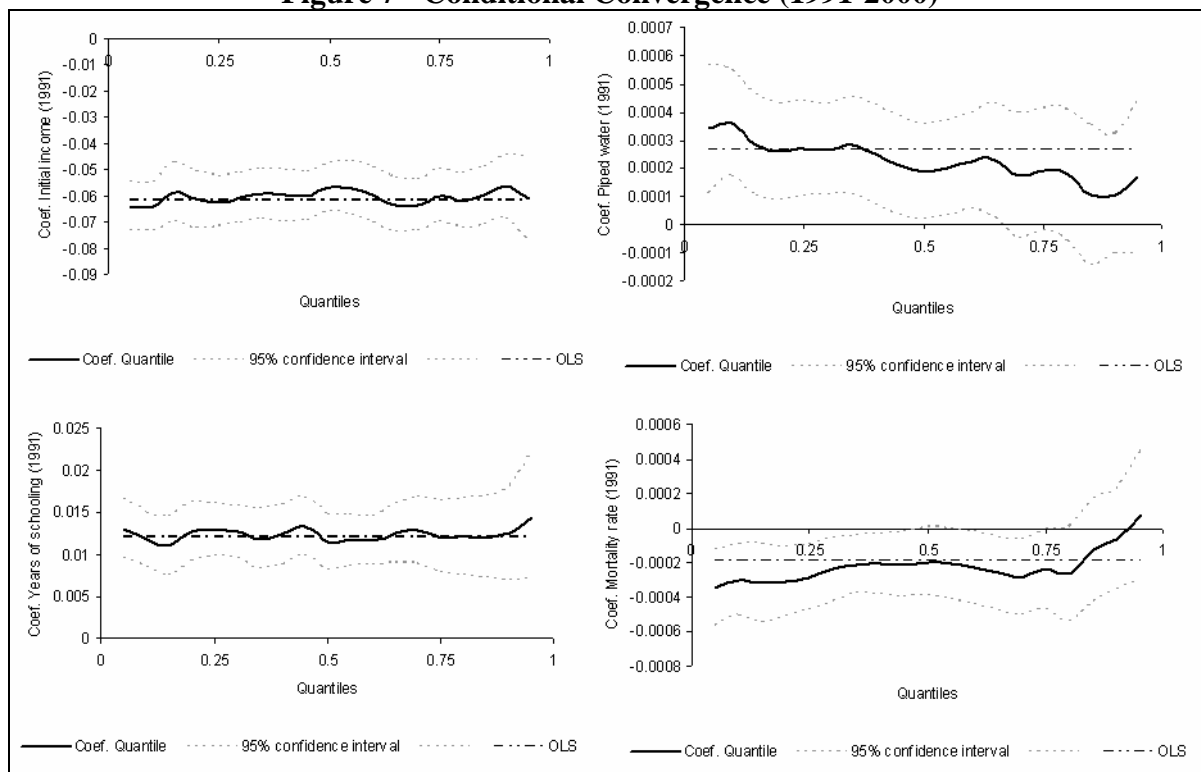 Figure 7 - Conditional Convergence (1991-2000)
Coef. Initial income (1991)
0
-0.01
-0.02
-0.03
-0.04
-0.05
-0.06
-0.07
-0.08
-0.09
0 0.25 0.5 0.75 1
Quantiles
Coef. Quantile 95% confidence interval OLS
Coef. Piped water (1991)
0.0007
0.0006
0.0005
0.0004
0.0003
0.0002
0.0001
0
-0.0001
-0.0002
0 0.25 0.5 0.75 1
Quantiles
Coef. Quantile 95% confidence interval OLS
Coef. Years of schooling (1991)
0.025
0.02
0.015
0.01
0.005
0
0 0.25 0.5 0.75 1
Quantiles
Coef. Quantile 95% confidence interval OLS
Coef. Mortality rate (1991)
0.0006
0.0004
0.0002
0
-0.0002
-0.0004
-0.0006
-0.0008
0 0.25 0.5 0.75 1
Quantiles
Coef. Quantile 95% confidence interval OLS